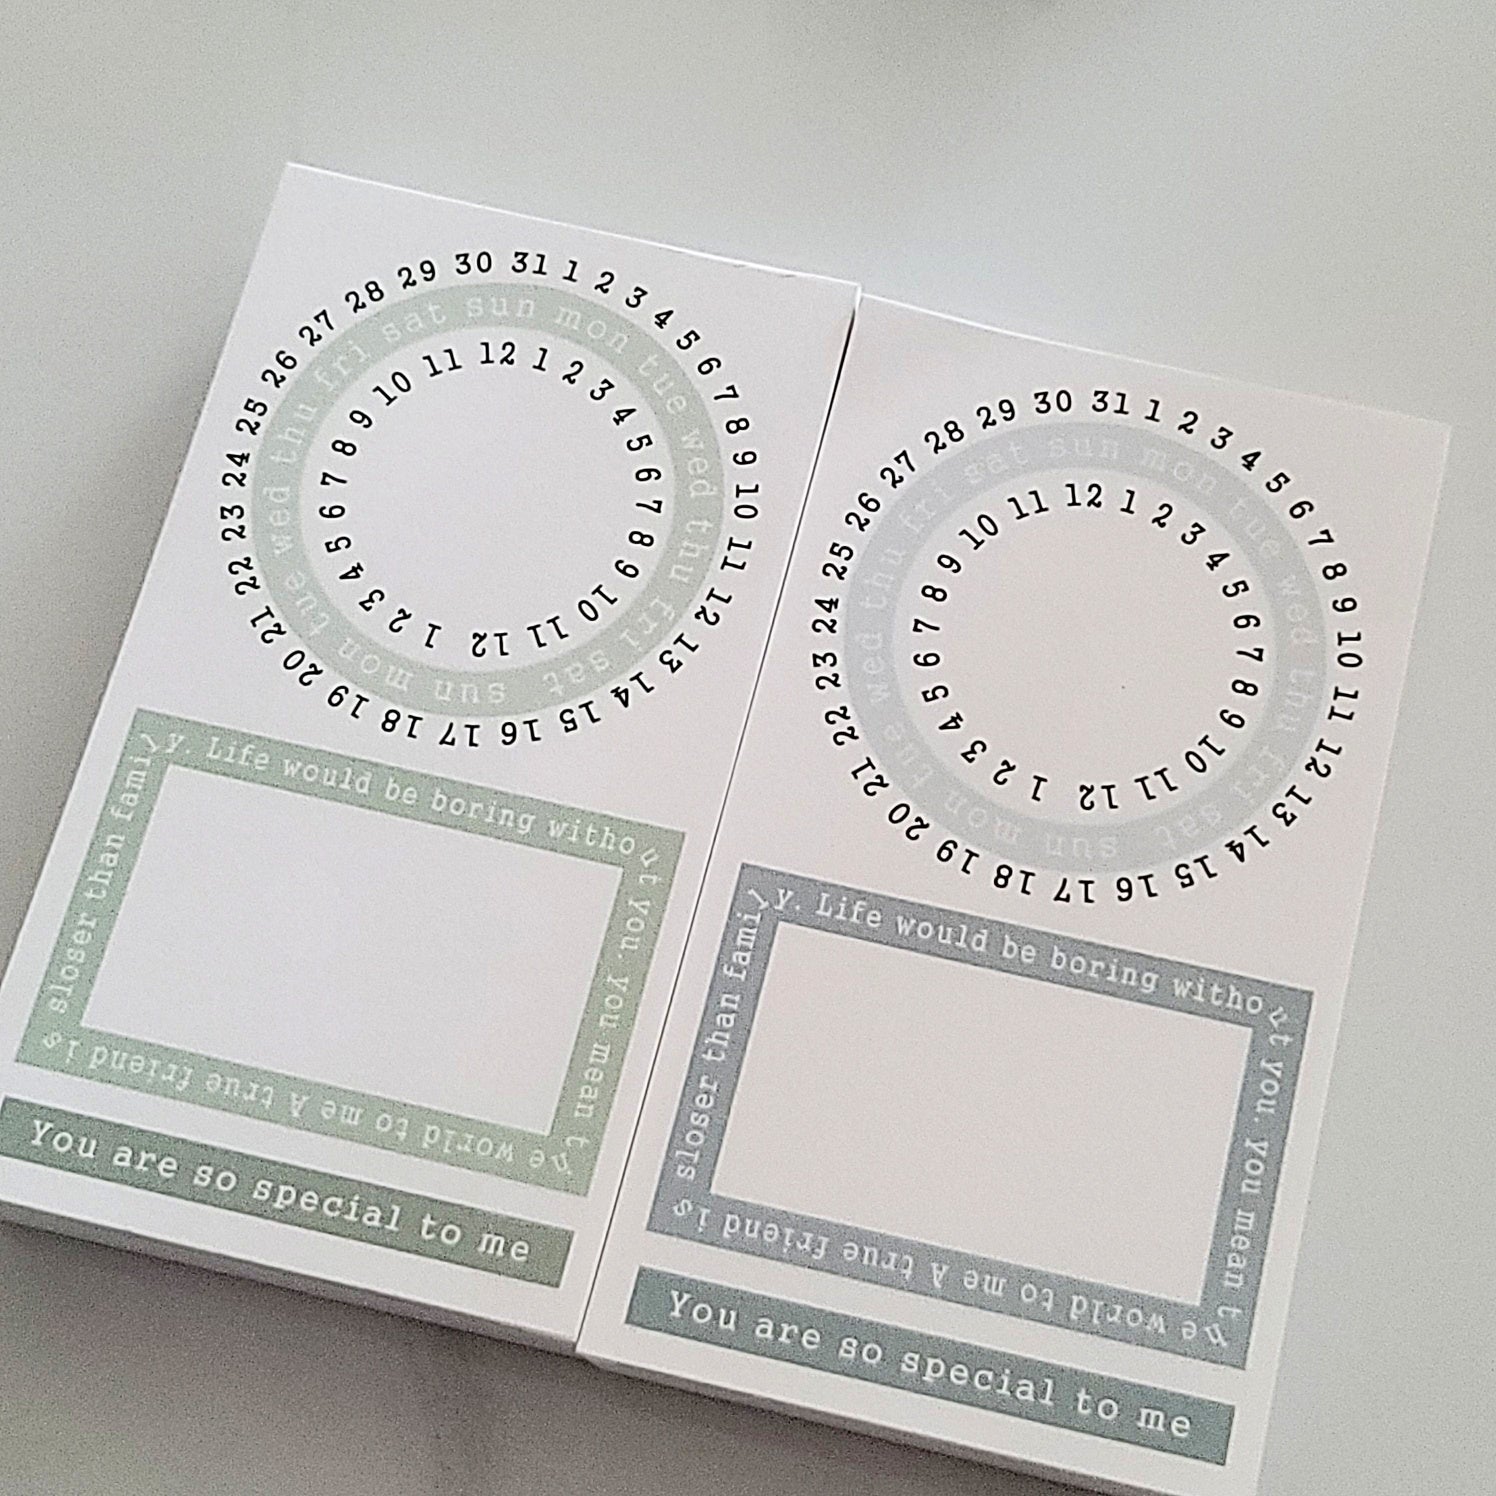 1 2 3 4 5 6 7 8 9 10 11 12 13 14 15 16 17 18 19 20 21 22 23 24 25 26 27 28 29 30 31
sun mon tue wed thu fri sat sun mon tue wed thu fri sat
1 2 3 4 5 6 7 8 9 10 11 12 1 2 3 4 5 6 7 8 9 10 11 12
A true friend is sloser than family. Life would be boring without you. You mean the world to me
You are so special to me
1 2 3 4 5 6 7 8 9 10 11 12 13 14 15 16 17 18 19 20 21 22 23 24 25 26 27 28 29 30 31
sun mon tue wed thu fri sat sun mon tue wed thu fri sat
1 2 3 4 5 6 7 8 9 10 11 12 1 2 3 4 5 6 7 8 9 10 11 12
A true friend is sloser than family. Life would be boring without you. You mean the world to me
You are so special to me